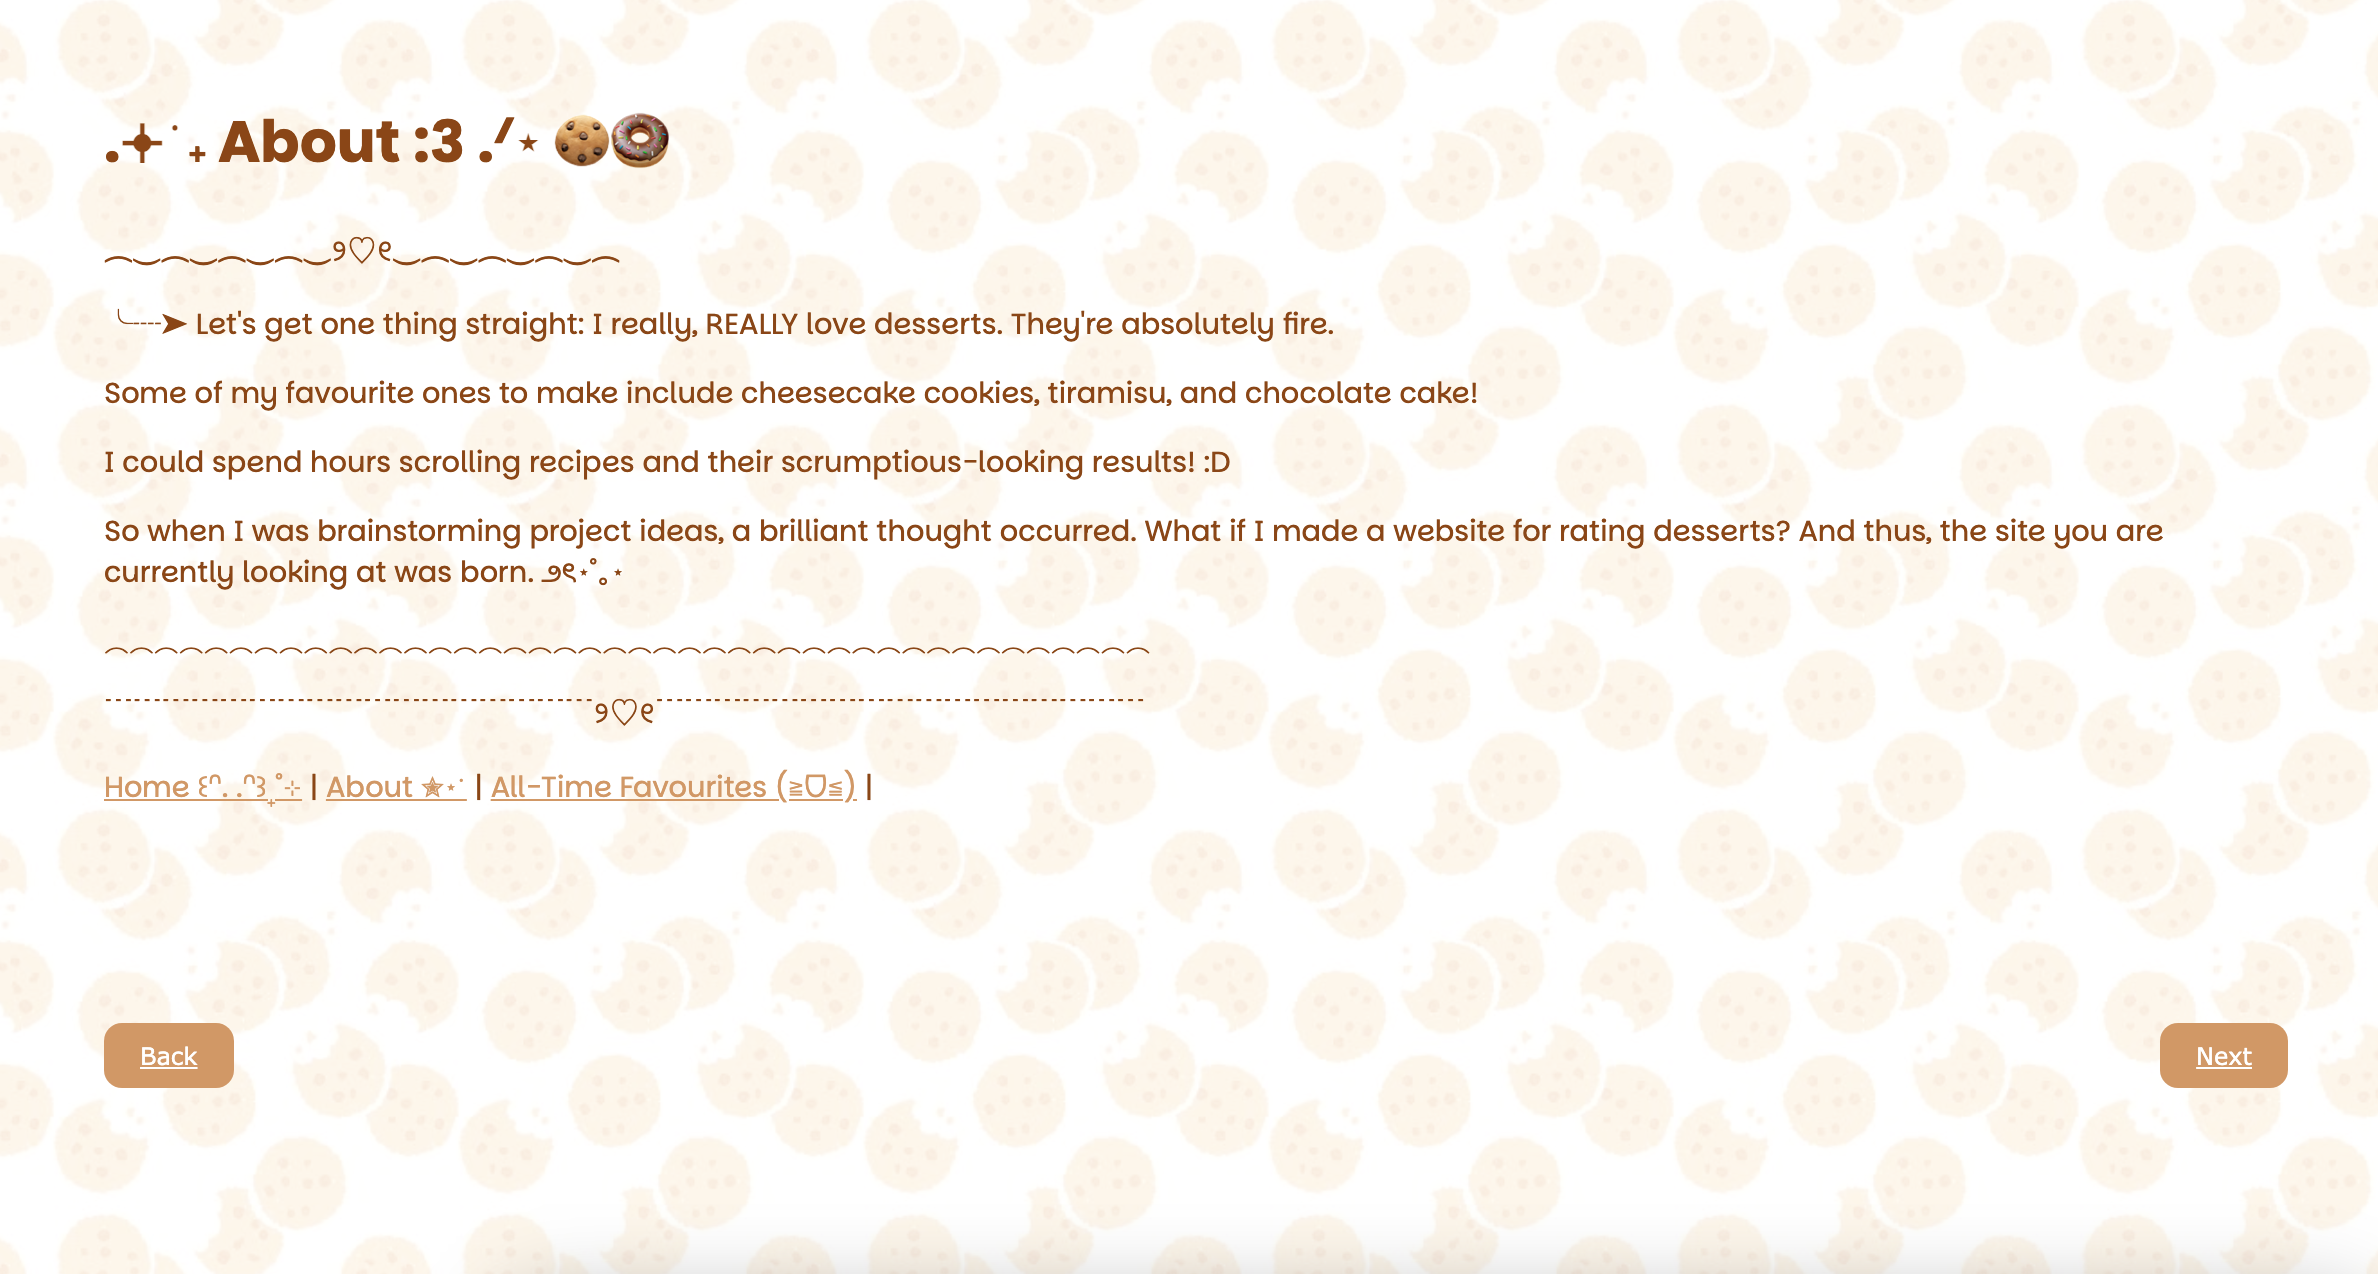 .⌖˙₊ About :3 .ᐟ⋆ 🍪🍩
⏜⏝⏜⏝⏜⏝⏜⏝୨♡୧⏝⏜⏝⏜⏝⏜⏝⏜
╰┈➤ Let's get one thing straight: I really, REALLY love desserts. They're absolutely fire.
Some of my favourite ones to make include cheesecake cookies, tiramisu, and chocolate cake!
I could spend hours scrolling recipes and their scrumptious-looking results! :D
So when I was brainstorming project ideas, a brilliant thought occurred. What if I made a website for rating desserts? And thus, the site you are
currently looking at was born. ౨ৎ⋆˚｡⋆
୨♡୧
Home ꒰ᐢ. .ᐢ꒱₊˚⊹ | About ✮⋆˙ | All-Time Favourites (≧ᗜ≦) |
Back
Next